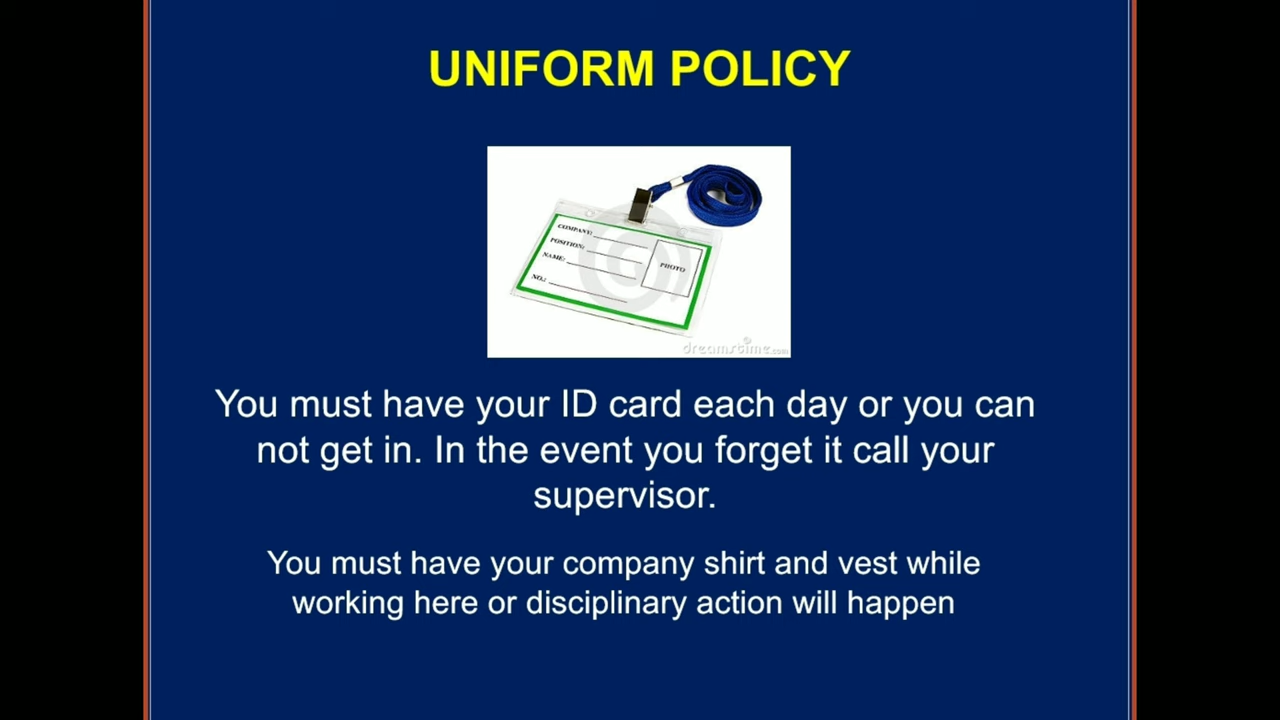 UNIFORM POLICY
COMPANY:
POSITION:
NAME:
NO.:
PHOTO
dreamstime.com
You must have your ID card each day or you can
not get in. In the event you forget it call your
supervisor.
You must have your company shirt and vest while
working here or disciplinary action will happen